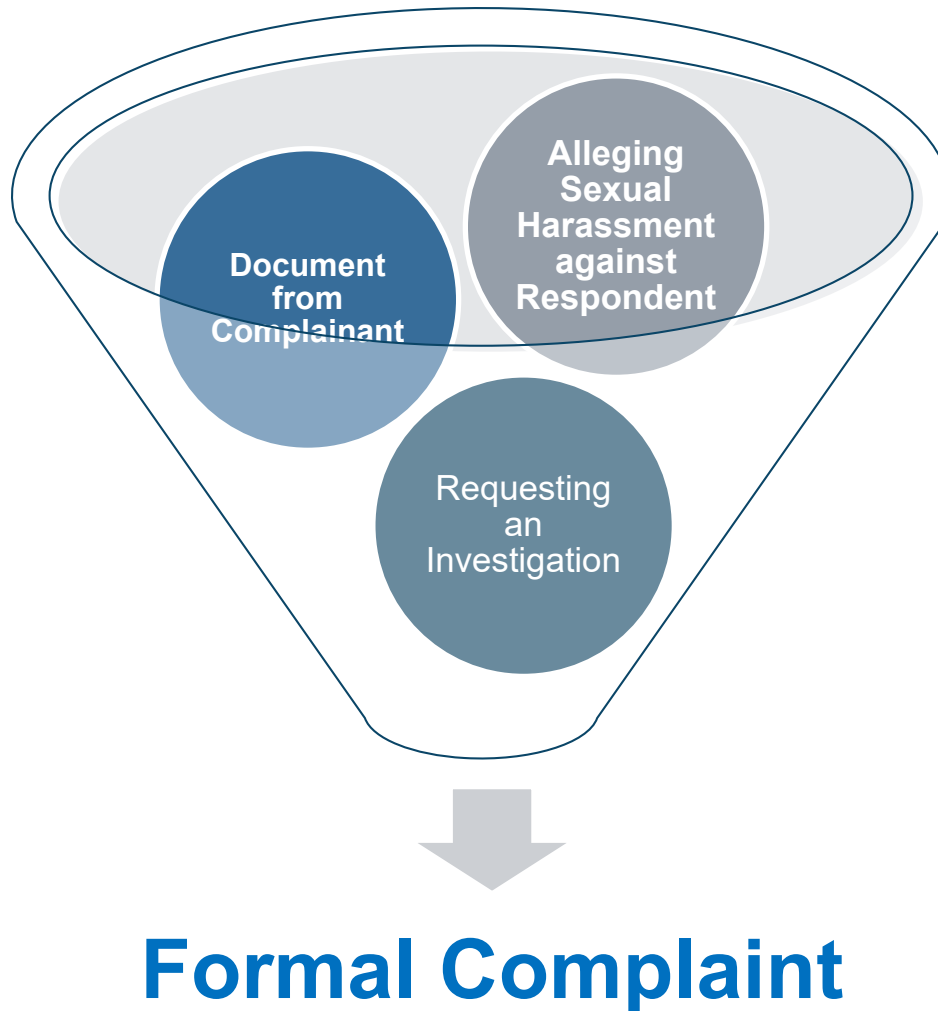 Document
from
Complainant
Alleging
Sexual
Harassment
against
Respondent
Requesting
an
Investigation
Formal Complaint